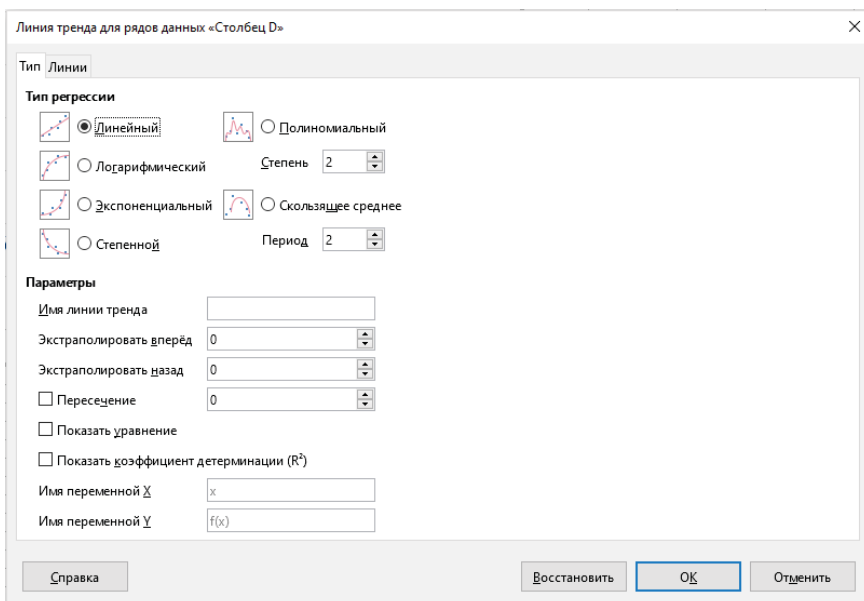 Линия тренда для рядов данных «Столбец D»
Тип Линии
Тип регрессии
Линейный
Полиномиальный
Логарифмический
Степень 2
Экспоненциальный
Скользящее среднее
Степенной
Период 2
Параметры
Имя линии тренда
Экстраполировать вперёд 0
Экстраполировать назад 0
Пересечение 0
Показать уравнение
Показать коэффициент детерминации (R²)
Имя переменной X x
Имя переменной Y f(x)
Справка Восстановить ОК Отменить